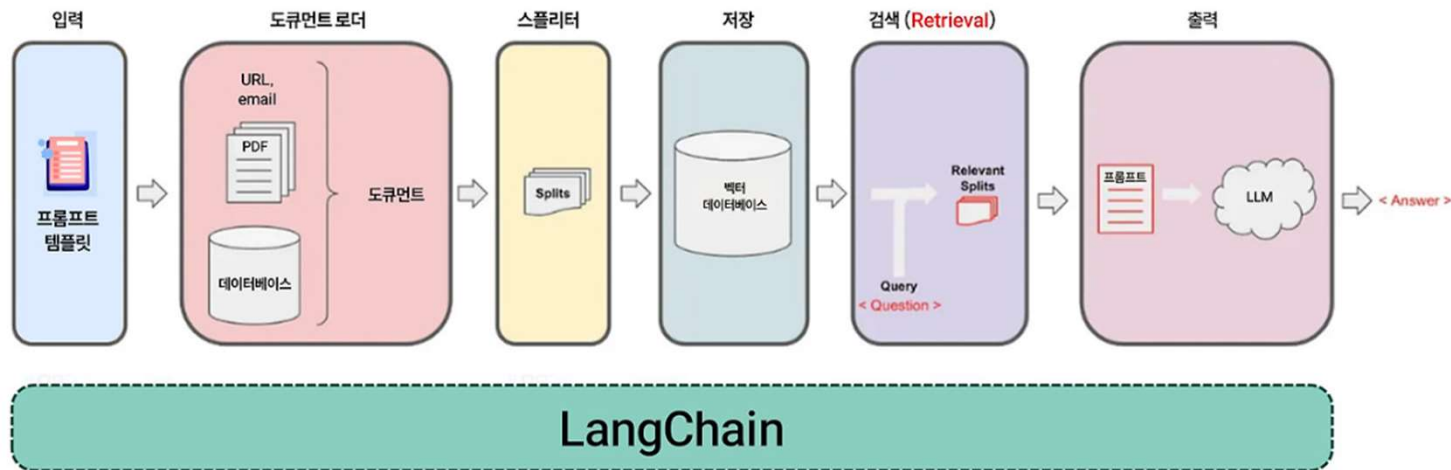 입력
도큐먼트 로더
스플리터
저장
검색 (Retrieval)
출력
프롬프트
템플릿
URL,
email
PDF
데이터베이스
도큐먼트
Splits
벡터
데이터베이스
Relevant
Splits
Query
< Question >
프롬프트
LLM
< Answer >
LangChain